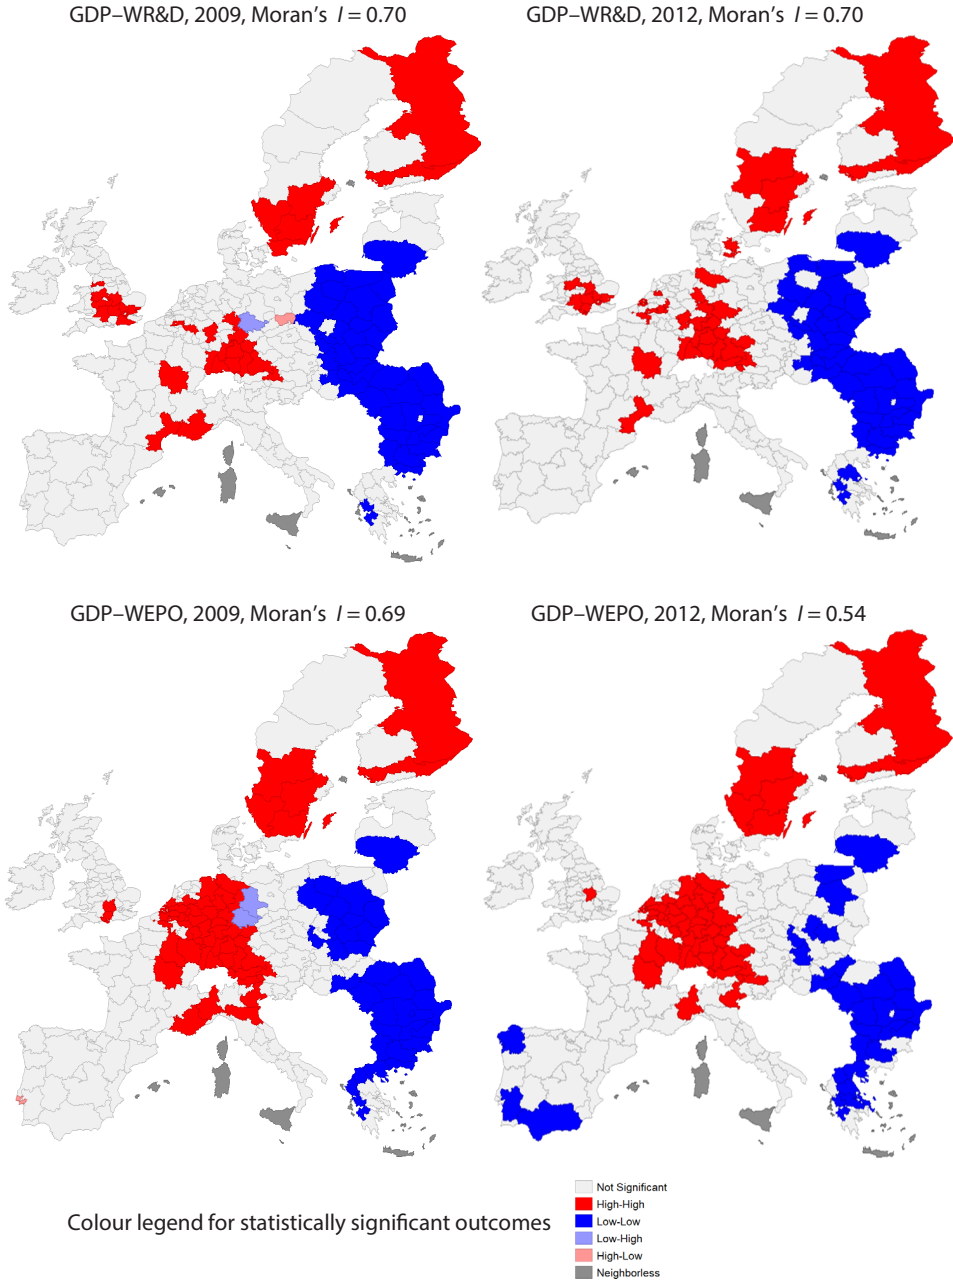 GDP–WR&D, 2009, Moran’s I = 0.70
GDP–WR&D, 2012, Moran’s I = 0.70
GDP–WEPO, 2009, Moran’s I = 0.69
GDP–WEPO, 2012, Moran’s I = 0.54
Colour legend for statistically significant outcomes
Not Significant
High-High
Low-Low
Low-High
High-Low
Neighborless